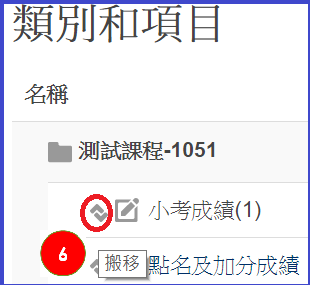 類別和項目
名稱
測試課程-1051
小考成績(1)
6
搬移
點名及加分成績